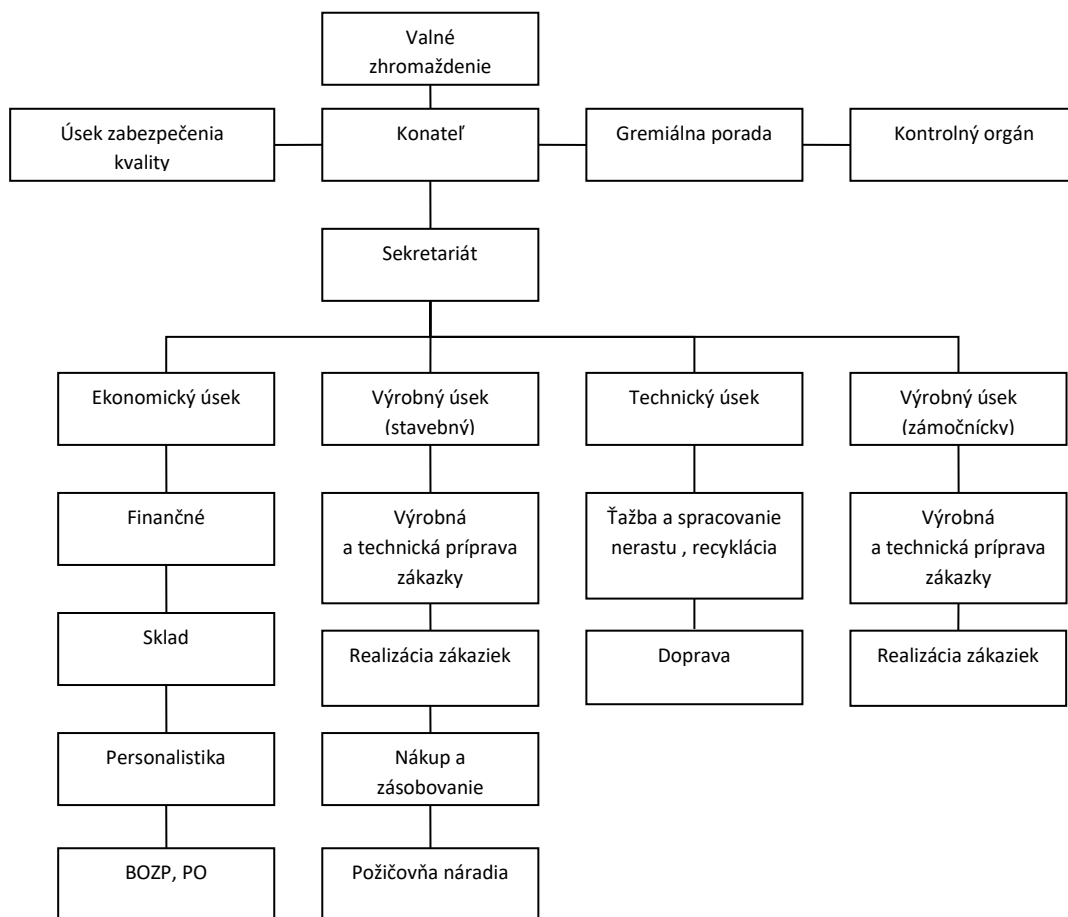 Valné
zhromaždenie
Úsek zabezpečenia
kvality
Konateľ
Gremiálna porada
Kontrolný orgán
Sekretariát
Ekonomický úsek
Výrobný úsek
(stavebný)
Technický úsek
Výrobný úsek
(zámočnícky)
Finančné
Výrobná
a technická príprava
zákazky
Ťažba a spracovanie
nerastu , recyklácia
Výrobná
a technická príprava
zákazky
Sklad
Realizácia zákaziek
Doprava
Realizácia zákaziek
Personalistika
Nákup a
zásobovanie
BOZP, PO
Požičovňa náradia